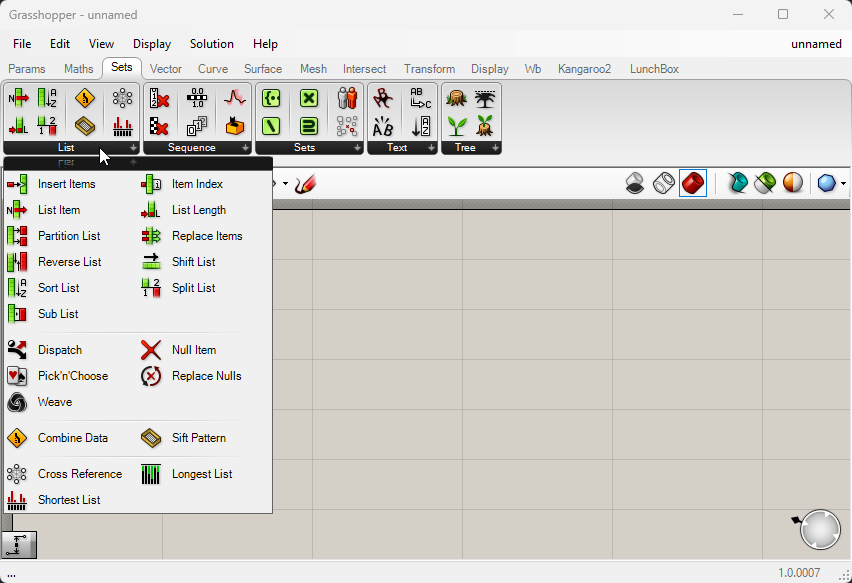 Grasshopper - unnamed
File Edit View Display Solution Help unnamed
Params Maths Sets Vector Curve Surface Mesh Intersect Transform Display Wb Kangaroo2 LunchBox
List Sequence Sets Text Tree
Insert Items Item Index
List Item List Length
Partition List Replace Items
Reverse List Shift List
Sort List Split List
Sub List
Dispatch Null Item
Pick'n'Choose Replace Nulls
Weave
Combine Data Sift Pattern
Cross Reference Longest List
Shortest List
... 1.0.0007